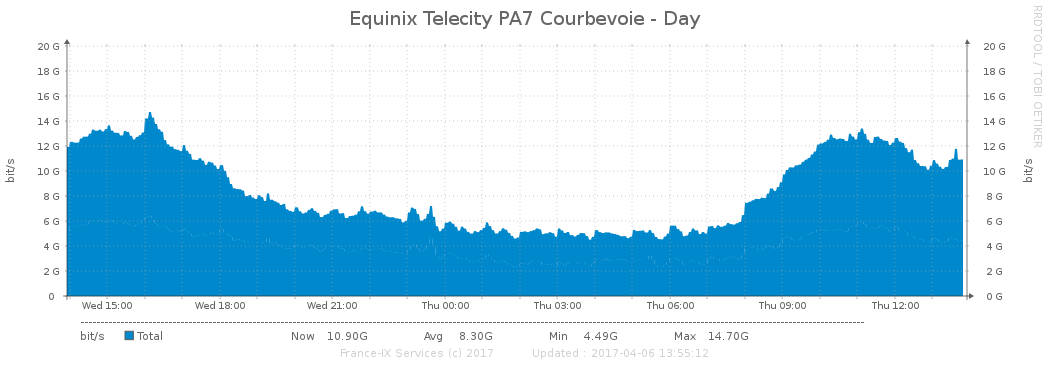 Equinix Telecity PA7 Courbevoie - Day
RRDTOOL / TOBI OETIKER
20 G 20 G
18 G 18 G
16 G 16 G
14 G 14 G
12 G 12 G
10 G 10 G
8 G 8 G
6 G 6 G
4 G 4 G
2 G 2 G
0 0 G
bit/s
bit/s
Wed 15:00 Wed 18:00 Wed 21:00 Thu 00:00 Thu 03:00 Thu 06:00 Thu 09:00 Thu 12:00
bit/s Total Now 10.90G Avg 8.30G Min 4.49G Max 14.70G
France-IX Services (c) 2017 Updated : 2017-04-06 13:55:12